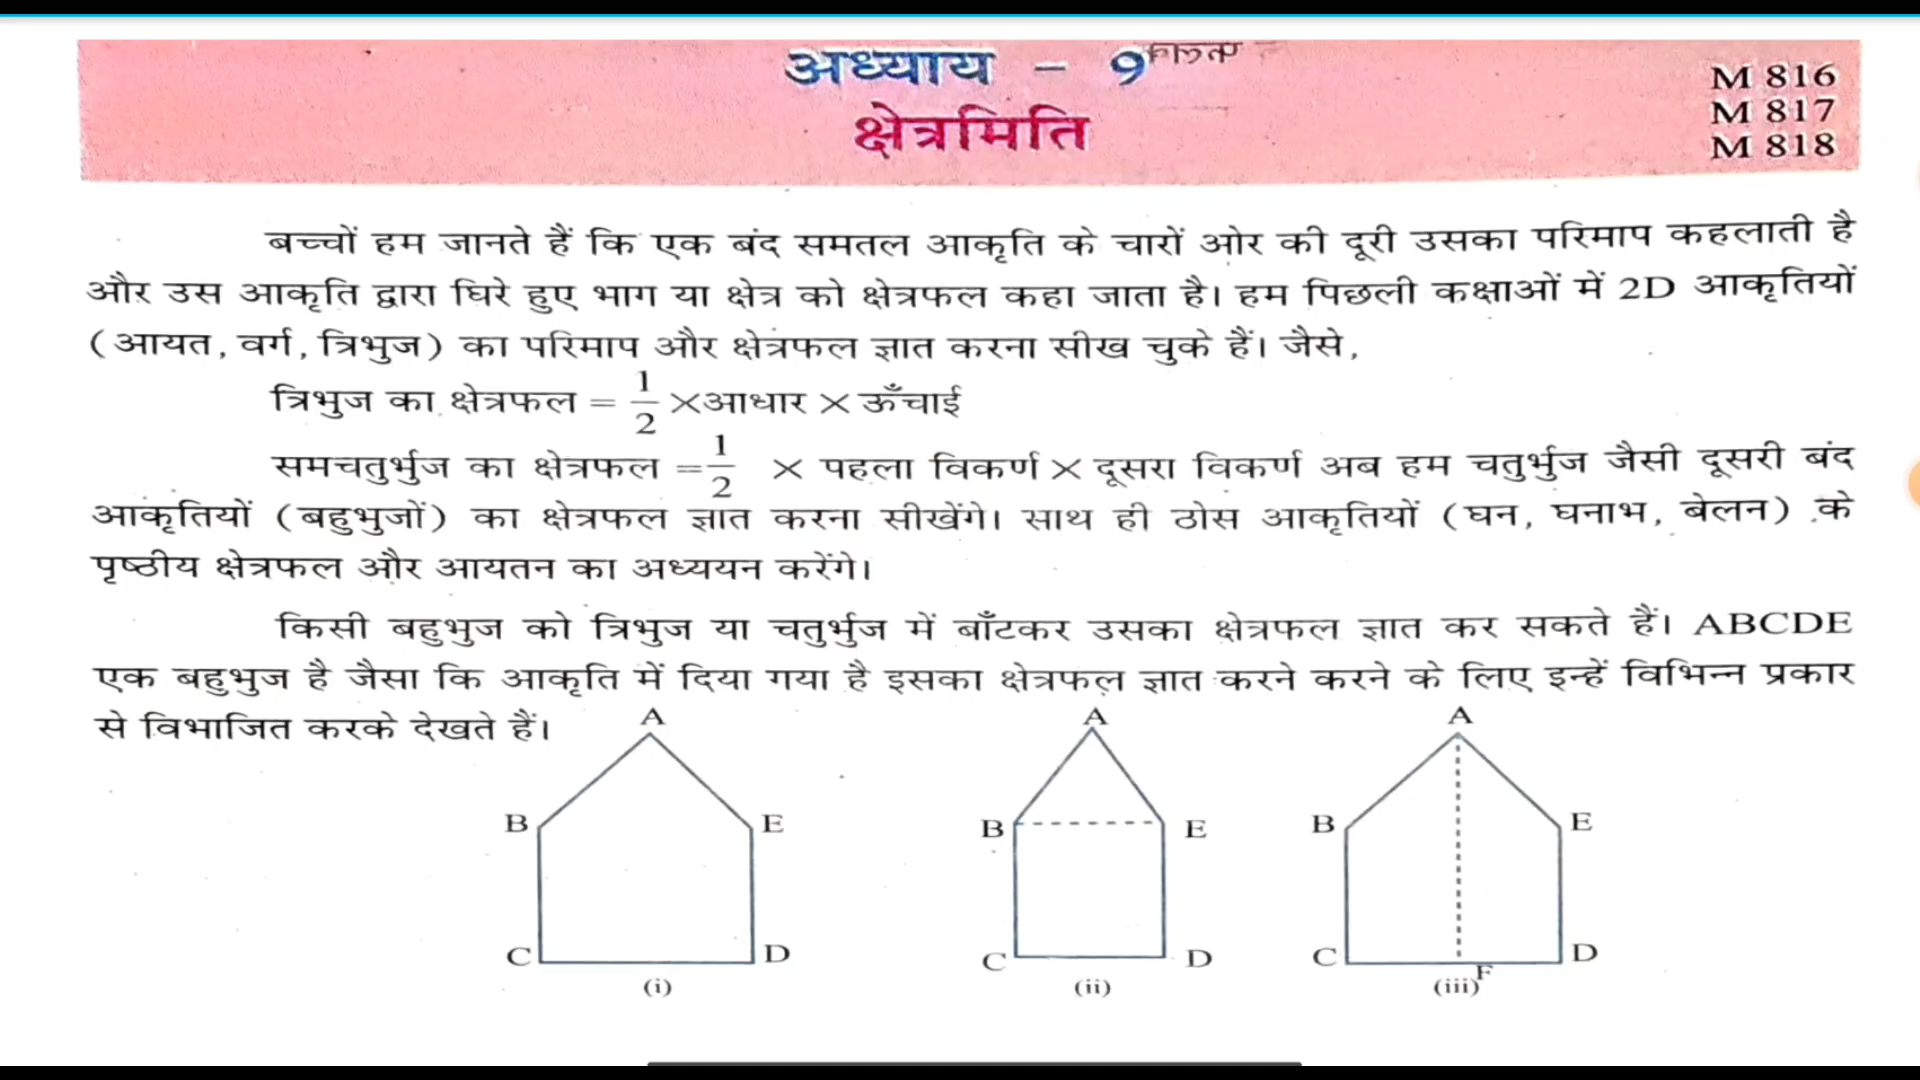 अध्याय - 9
M 816
M 817
M 818
क्षेत्रमिति
बच्चों हम जानते हैं कि एक बंद समतल आकृति के चारों ओर की दूरी उसका परिमाप कहलाती है
और उस आकृति द्वारा घिरे हुए भाग या क्षेत्र को क्षेत्रफल कहा जाता है। हम पिछली कक्षाओं में 2D आकृतियों
(आयत, वर्ग, त्रिभुज) का परिमाप और क्षेत्रफल ज्ञात करना सीख चुके हैं। जैसे,
त्रिभुज का क्षेत्रफल = 1/2 ×आधार × ऊँचाई
समचतुर्भुज का क्षेत्रफल =1/2 × पहला विकर्ण × दूसरा विकर्ण अब हम चतुर्भुज जैसी दूसरी बंद
आकृतियों (बहुभुजों) का क्षेत्रफल ज्ञात करना सीखेंगे। साथ ही ठोस आकृतियों (घन, घनाभ, बेलन) के
पृष्ठीय क्षेत्रफल और आयतन का अध्ययन करेंगे।
किसी बहुभुज को त्रिभुज या चतुर्भुज में बाँटकर उसका क्षेत्रफल ज्ञात कर सकते हैं। ABCDE
एक बहुभुज है जैसा कि आकृति में दिया गया है इसका क्षेत्रफल ज्ञात करने करने के लिए इन्हें विभिन्न प्रकार
से विभाजित करके देखते हैं।
A
B
E
C
D
(i)
A
B
E
C
D
(ii)
A
B
E
C
D
F
(iii)